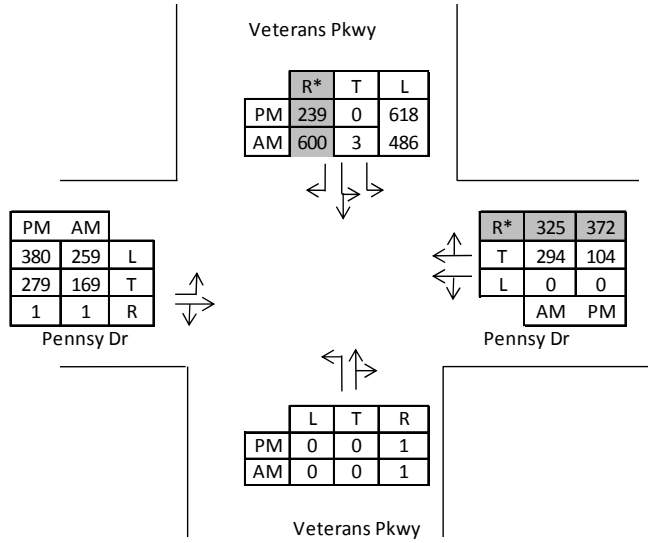 Veterans Pkwy
R* T L
PM 239 0 618
AM 600 3 486
PM AM
380 259 L
279 169 T
1 1 R
Pennsy Dr
R* 325 372
T 294 104
L 0 0
AM PM
Pennsy Dr
L T R
PM 0 0 1
AM 0 0 1
Veterans Pkwy